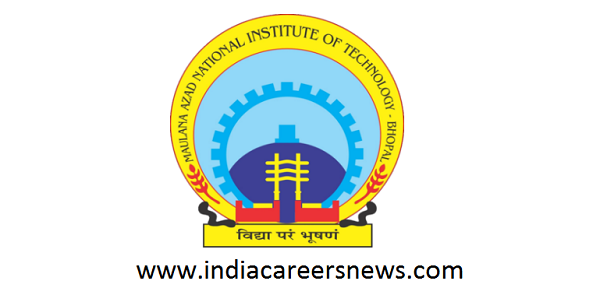 MAULANA AZAD NATIONAL INSTITUTE OF TECHNOLOGY - BHOPAL
विद्या परं भूषणं
www.indiacareersnews.com